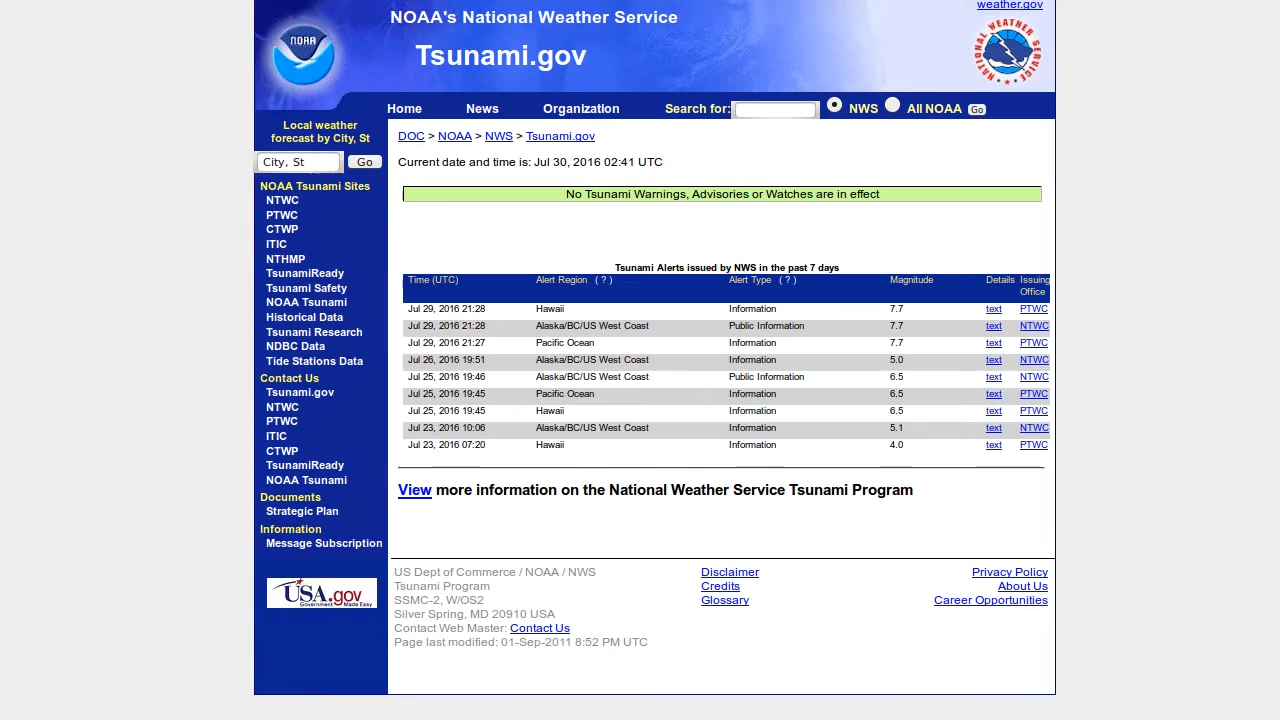 weather.gov
NOAA's National Weather Service
Tsunami.gov
NOAA
NATIONAL WEATHER SERVICE
Home News Organization Search for: NWS All NOAA Go
Local weather
forecast by City, St
City, St Go
NOAA Tsunami Sites
NTWC
PTWC
CTWP
ITIC
NTHMP
TsunamiReady
Tsunami Safety
NOAA Tsunami
Historical Data
Tsunami Research
NDBC Data
Tide Stations Data
Contact Us
Tsunami.gov
NTWC
PTWC
ITIC
CTWP
TsunamiReady
NOAA Tsunami
Documents
Strategic Plan
Information
Message Subscription
USA.gov
Government Made Easy
DOC > NOAA > NWS > Tsunami.gov
Current date and time is: Jul 30, 2016 02:41 UTC
No Tsunami Warnings, Advisories or Watches are in effect
Tsunami Alerts issued by NWS in the past 7 days
Time (UTC) Alert Region ( ? ) Alert Type ( ? ) Magnitude Details Issuing
Office
Jul 29, 2016 21:28 Hawaii Information 7.7 text PTWC
Jul 29, 2016 21:28 Alaska/BC/US West Coast Public Information 7.7 text NTWC
Jul 29, 2016 21:27 Pacific Ocean Information 7.7 text PTWC
Jul 26, 2016 19:51 Alaska/BC/US West Coast Information 5.0 text NTWC
Jul 25, 2016 19:46 Alaska/BC/US West Coast Public Information 6.5 text NTWC
Jul 25, 2016 19:45 Pacific Ocean Information 6.5 text PTWC
Jul 25, 2016 19:45 Hawaii Information 6.5 text PTWC
Jul 23, 2016 10:06 Alaska/BC/US West Coast Information 5.1 text NTWC
Jul 23, 2016 07:20 Hawaii Information 4.0 text PTWC
View more information on the National Weather Service Tsunami Program
US Dept of Commerce / NOAA / NWS
Tsunami Program
SSMC-2, W/OS2
Silver Spring, MD 20910 USA
Contact Web Master: Contact Us
Page last modified: 01-Sep-2011 8:52 PM UTC
Disclaimer
Credits
Glossary
Privacy Policy
About Us
Career Opportunities